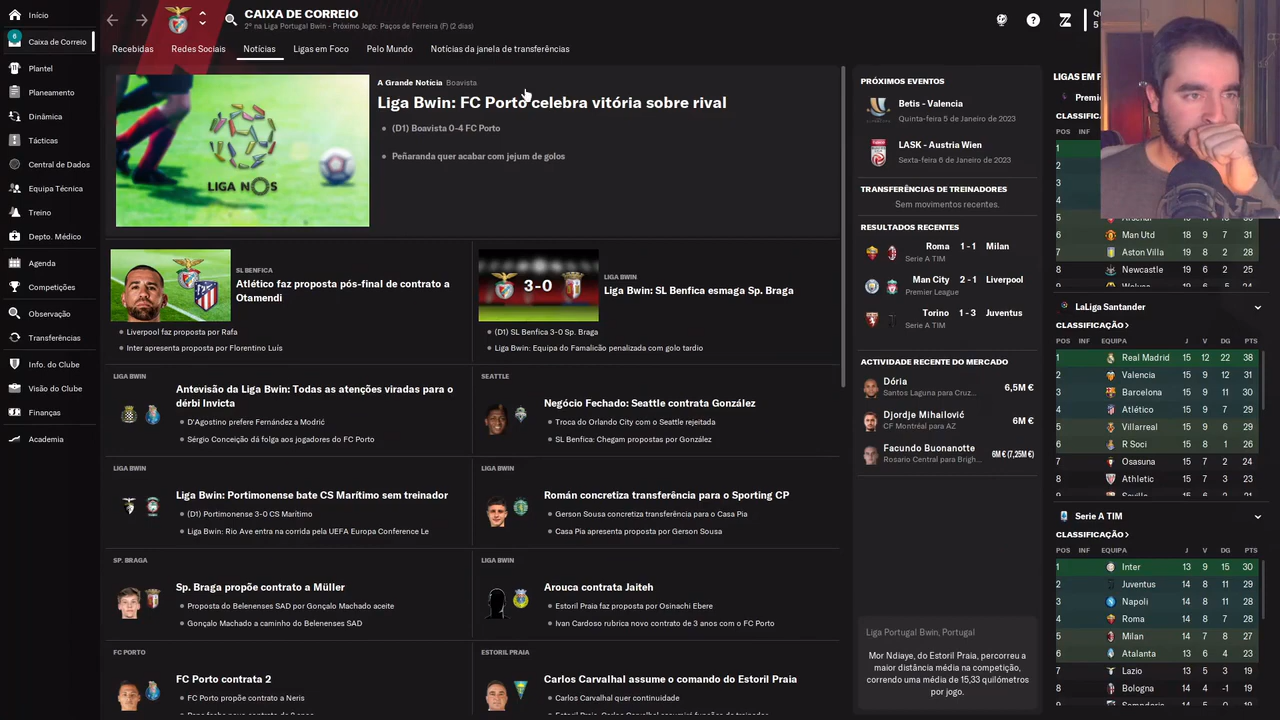 Início
CAIXA DE CORREIO
2º na Liga Portugal Bwin - Próximo Jogo: Paços de Ferreira (F) (2 dias)
6
Caixa de Correio
Plantel
Planeamento
Dinâmica
Tácticas
Central de Dados
Equipa Técnica
Treino
Depto. Médico
Agenda
Competições
Observação
Transferências
Info. do Clube
Visão do Clube
Finanças
Academia
Recebidas
Redes Sociais
Notícias
Ligas em Foco
Pelo Mundo
Notícias da janela de transferências
LIGA NOS
A Grande Notícia Boavista
Liga Bwin: FC Porto celebra vitória sobre rival
(D1) Boavista 0-4 FC Porto
Peñaranda quer acabar com jejum de golos
SL BENFICA
Atlético faz proposta pós-final de contrato a
Otamendi
Liverpool faz proposta por Rafa
Inter apresenta proposta por Florentino Luís
3-0
LIGA BWIN
Liga Bwin: SL Benfica esmaga Sp. Braga
(D1) SL Benfica 3-0 Sp. Braga
Liga Bwin: Equipa do Famalicão penalizada com golo tardio
LIGA BWIN
Antevisão da Liga Bwin: Todas as atenções viradas para o
dérbi Invicta
D'Agostino prefere Fernández a Modrić
Sérgio Conceição dá folga aos jogadores do FC Porto
SEATTLE
Negócio Fechado: Seattle contrata González
Troca do Orlando City com o Seattle rejeitada
SL Benfica: Chegam propostas por González
LIGA BWIN
Liga Bwin: Portimonense bate CS Marítimo sem treinador
(D1) Portimonense 3-0 CS Marítimo
Liga Bwin: Rio Ave entra na corrida pela UEFA Europa Conference Le
LIGA BWIN
Román concretiza transferência para o Sporting CP
Gerson Sousa concretiza transferência para o Casa Pia
Casa Pia apresenta proposta por Gerson Sousa
SP. BRAGA
Sp. Braga propõe contrato a Müller
Proposta do Belenenses SAD por Gonçalo Machado aceite
Gonçalo Machado a caminho do Belenenses SAD
LIGA BWIN
Arouca contrata Jaiteh
Estoril Praia faz proposta por Osinachi Ebere
Ivan Cardoso rubrica novo contrato de 3 anos com o FC Porto
FC PORTO
FC Porto contrata 2
FC Porto propõe contrato a Neris
ESTORIL PRAIA
Carlos Carvalhal assume o comando do Estoril Praia
Carlos Carvalhal quer continuidade
PRÓXIMOS EVENTOS
Betis - Valencia
Quinta-feira 5 de Janeiro de 2023
LASK - Austria Wien
Sexta-feira 6 de Janeiro de 2023
TRANSFERÊNCIAS DE TREINADORES
Sem movimentos recentes.
RESULTADOS RECENTES
Roma 1 - 1 Milan
Serie A TIM
Man City 2 - 1 Liverpool
Premier League
Torino 1 - 3 Juventus
Serie A TIM
ACTIVIDADE RECENTE DO MERCADO
Dória
Santos Laguna para Cruz...
6,5M €
Djordje Mihailović
CF Montréal para AZ
6M €
Facundo Buonanotte
Rosario Central para Brigh...
6M € (7,25M €)
Liga Portugal Bwin, Portugal
Mor Ndiaye, do Estoril Praia, percorreu a
maior distância média na competição,
correndo uma média de 15,33 quilómetros
por jogo.
POS INF
1
2
3
4
6 Man Utd 18 9 7 31
7 Aston Villa 18 9 2 31
8 Newcastle 19 6 2 25
LaLiga Santander
CLASSIFICAÇÃO >
POS INF EQUIPA J V DG PTS
1 Real Madrid 15 12 22 38
2 Valencia 15 9 12 31
3 Barcelona 15 9 12 31
4 Atlético 15 9 7 29
5 Villarreal 15 9 6 29
6 R Soci 15 8 1 26
7 Osasuna 15 7 2 24
8 Athletic 15 7 3 24
Serie A TIM
CLASSIFICAÇÃO >
POS INF EQUIPA J V DG PTS
1 Inter 13 9 15 30
2 Juventus 14 8 11 29
3 Napoli 14 8 11 28
4 Roma 14 8 7 28
5 Milan 14 7 8 27
6 Atalanta 13 6 4 23
7 Lazio 13 5 3 19
8 Bologna 14 4 -1 19